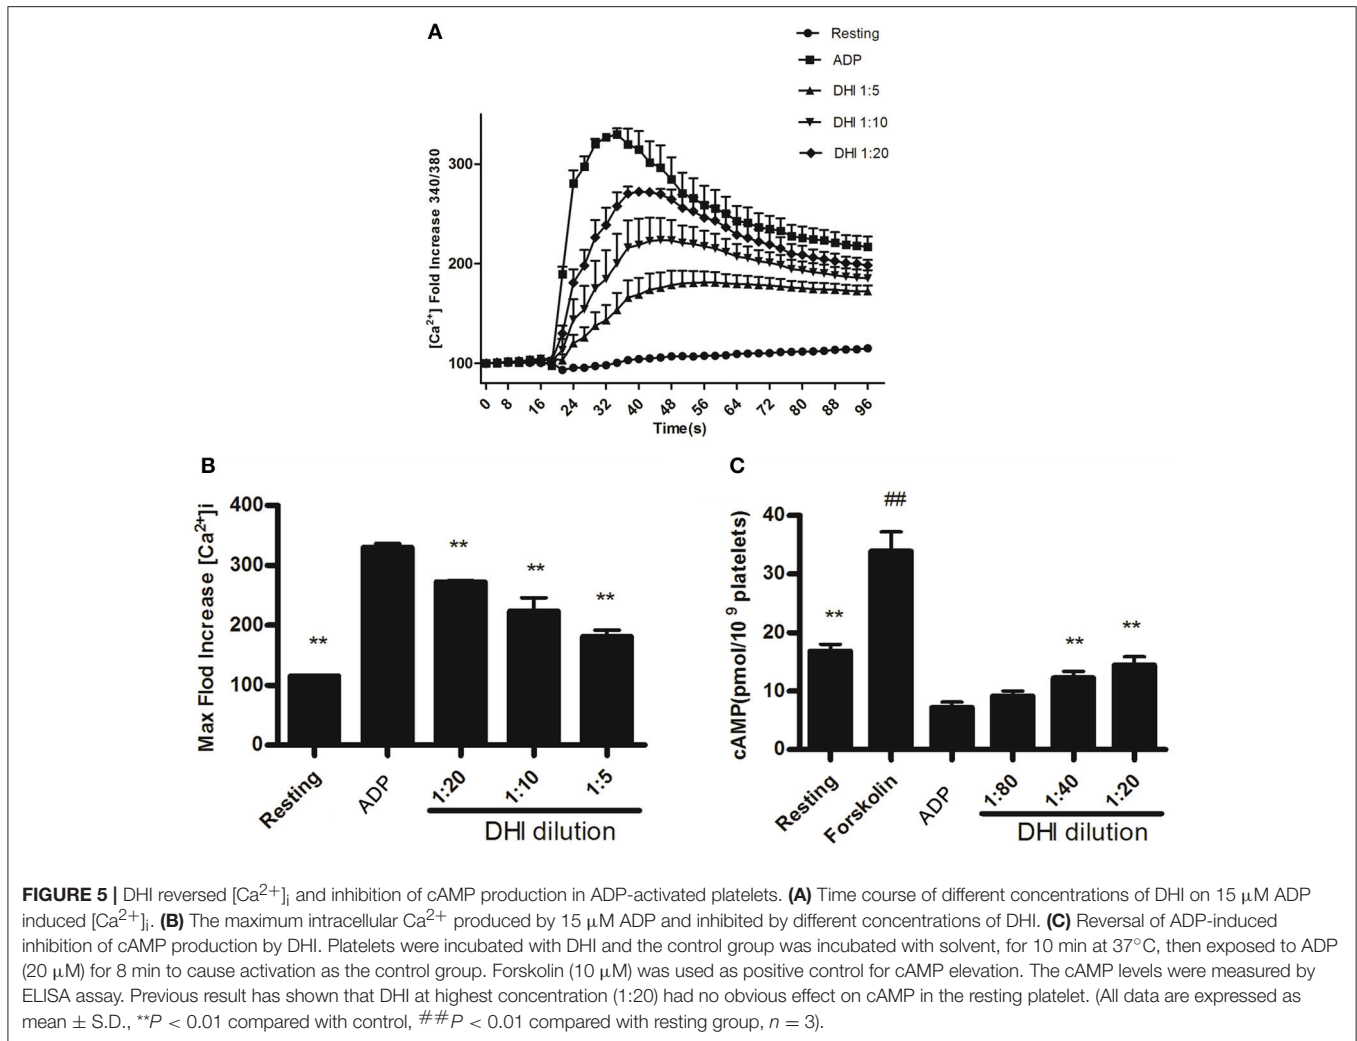 A
Resting
ADP
DHI 1:5
DHI 1:10
DHI 1:20
[Ca2+] Fold Increase 340/380
300
200
100
0 8 16 24 32 40 48 56 64 72 80 88 96
Time(s)
B
Max Flod Increase [Ca2+]i
400
300
200
100
0
** ** ** **
Resting ADP 1:20 1:10 1:5
DHI dilution
C
cAMP(pmol/10 9 platelets)
40
30
20
10
0
** ## ** **
Resting Forskolin ADP 1:80 1:40 1:20
DHI dilution
FIGURE 5 | DHI reversed [Ca2+]i and inhibition of cAMP production in ADP-activated platelets. (A) Time course of different concentrations of DHI on 15 μM ADP
induced [Ca2+]i. (B) The maximum intracellular Ca2+ produced by 15 μM ADP and inhibited by different concentrations of DHI. (C) Reversal of ADP-induced
inhibition of cAMP production by DHI. Platelets were incubated with DHI and the control group was incubated with solvent, for 10 min at 37°C, then exposed to ADP
(20 μM) for 8 min to cause activation as the control group. Forskolin (10 μM) was used as positive control for cAMP elevation. The cAMP levels were measured by
ELISA assay. Previous result has shown that DHI at highest concentration (1:20) had no obvious effect on cAMP in the resting platelet. (All data are expressed as
mean ± S.D., **P < 0.01 compared with control, ##P < 0.01 compared with resting group, n = 3).